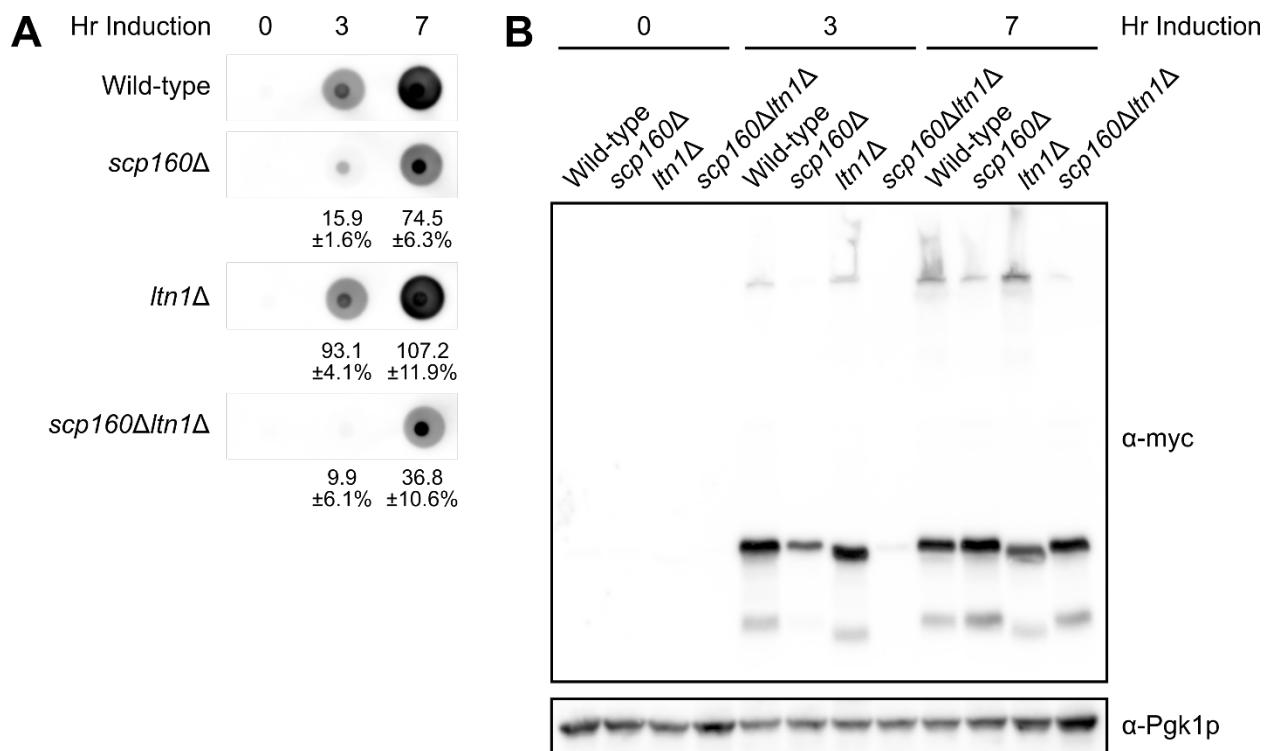 A
Hr Induction 0 3 7
Wild-type
scp160Δ
15.9 74.5
±1.6% ±6.3%
ltn1Δ
93.1 107.2
±4.1% ±11.9%
scp160Δltn1Δ
9.9 36.8
±6.1% ±10.6%
B
0 3 7 Hr Induction
Wild-type scp160Δ ltn1Δ scp160Δltn1Δ Wild-type scp160Δ ltn1Δ scp160Δltn1Δ Wild-type scp160Δ ltn1Δ scp160Δltn1Δ
α-myc
α-Pgk1p